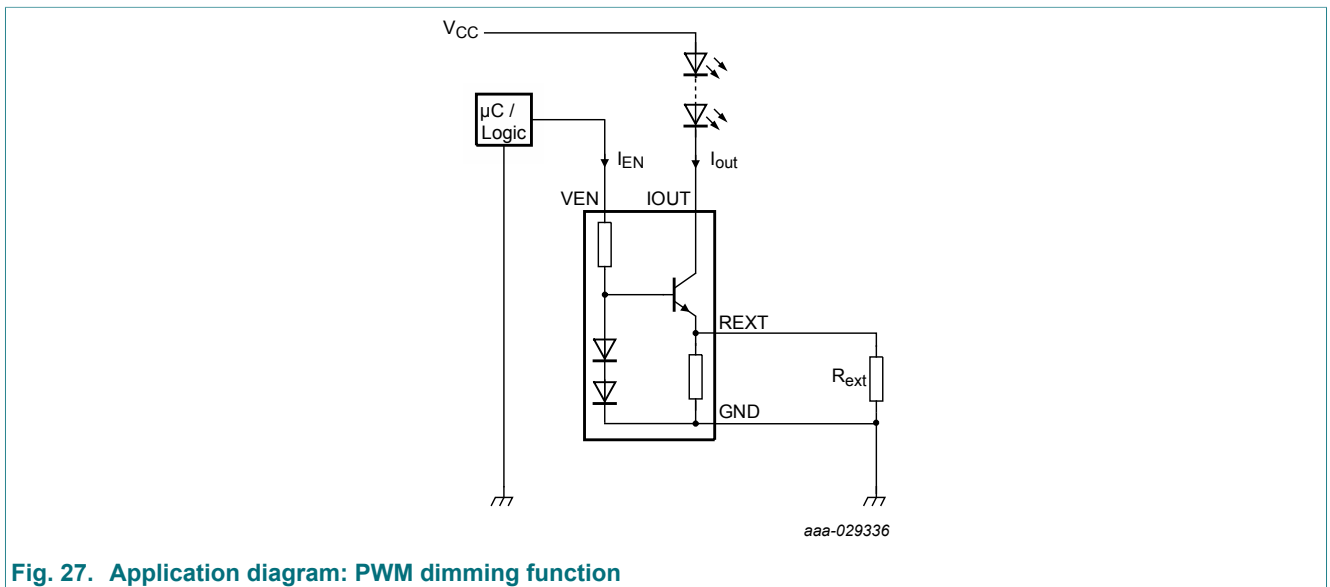 VCC
µC /
Logic
IEN
Iout
VEN
IOUT
REXT
Rext
GND
aaa-029336
Fig. 27. Application diagram: PWM dimming function